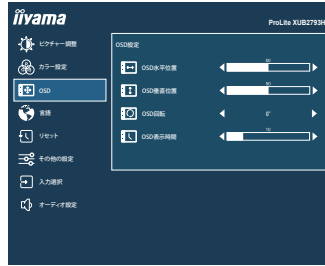 iiyama
ProLite XUB2793H
ピクチャー調整
カラー設定
OSD
言語
リセット
その他の設定
入力選択
オーディオ設定
OSD設定
OSD水平位置
50
OSD垂直位置
50
OSD回転
0°
OSD表示時間
10